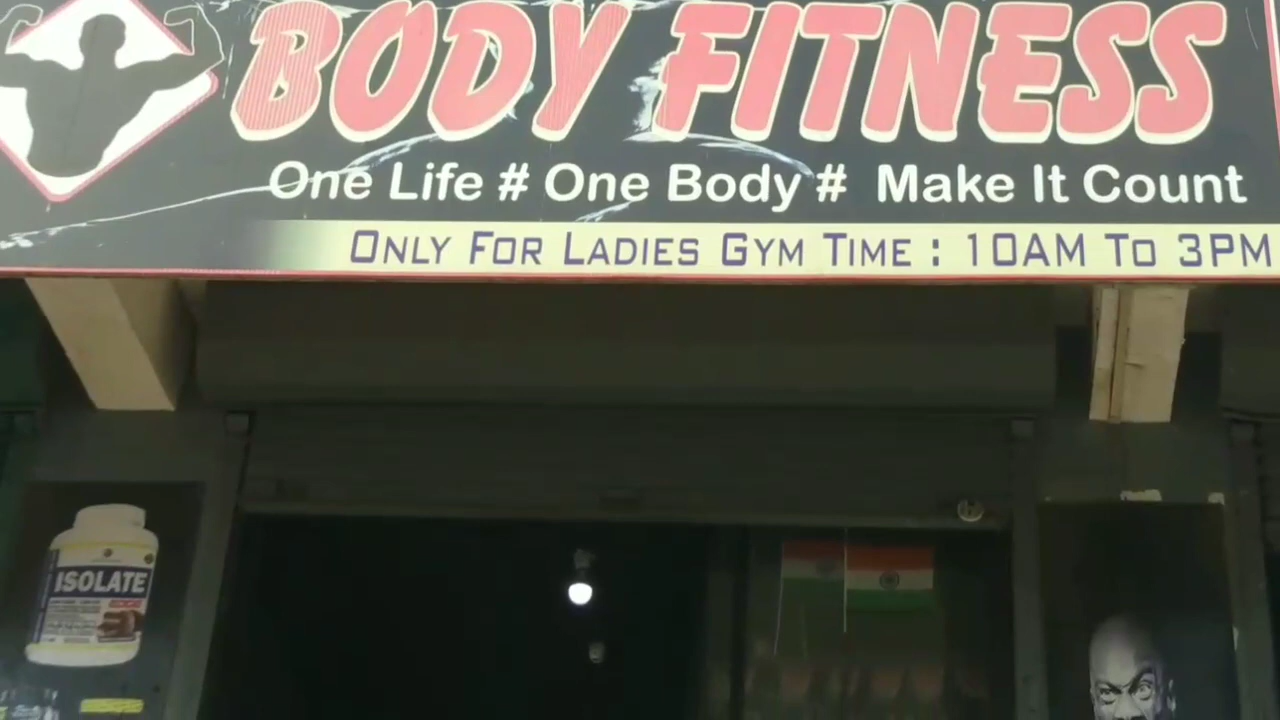 BODY FITNESS
One Life # One Body # Make It Count
ONLY FOR LADIES GYM TIME : 10AM TO 3PM
ISOLATE